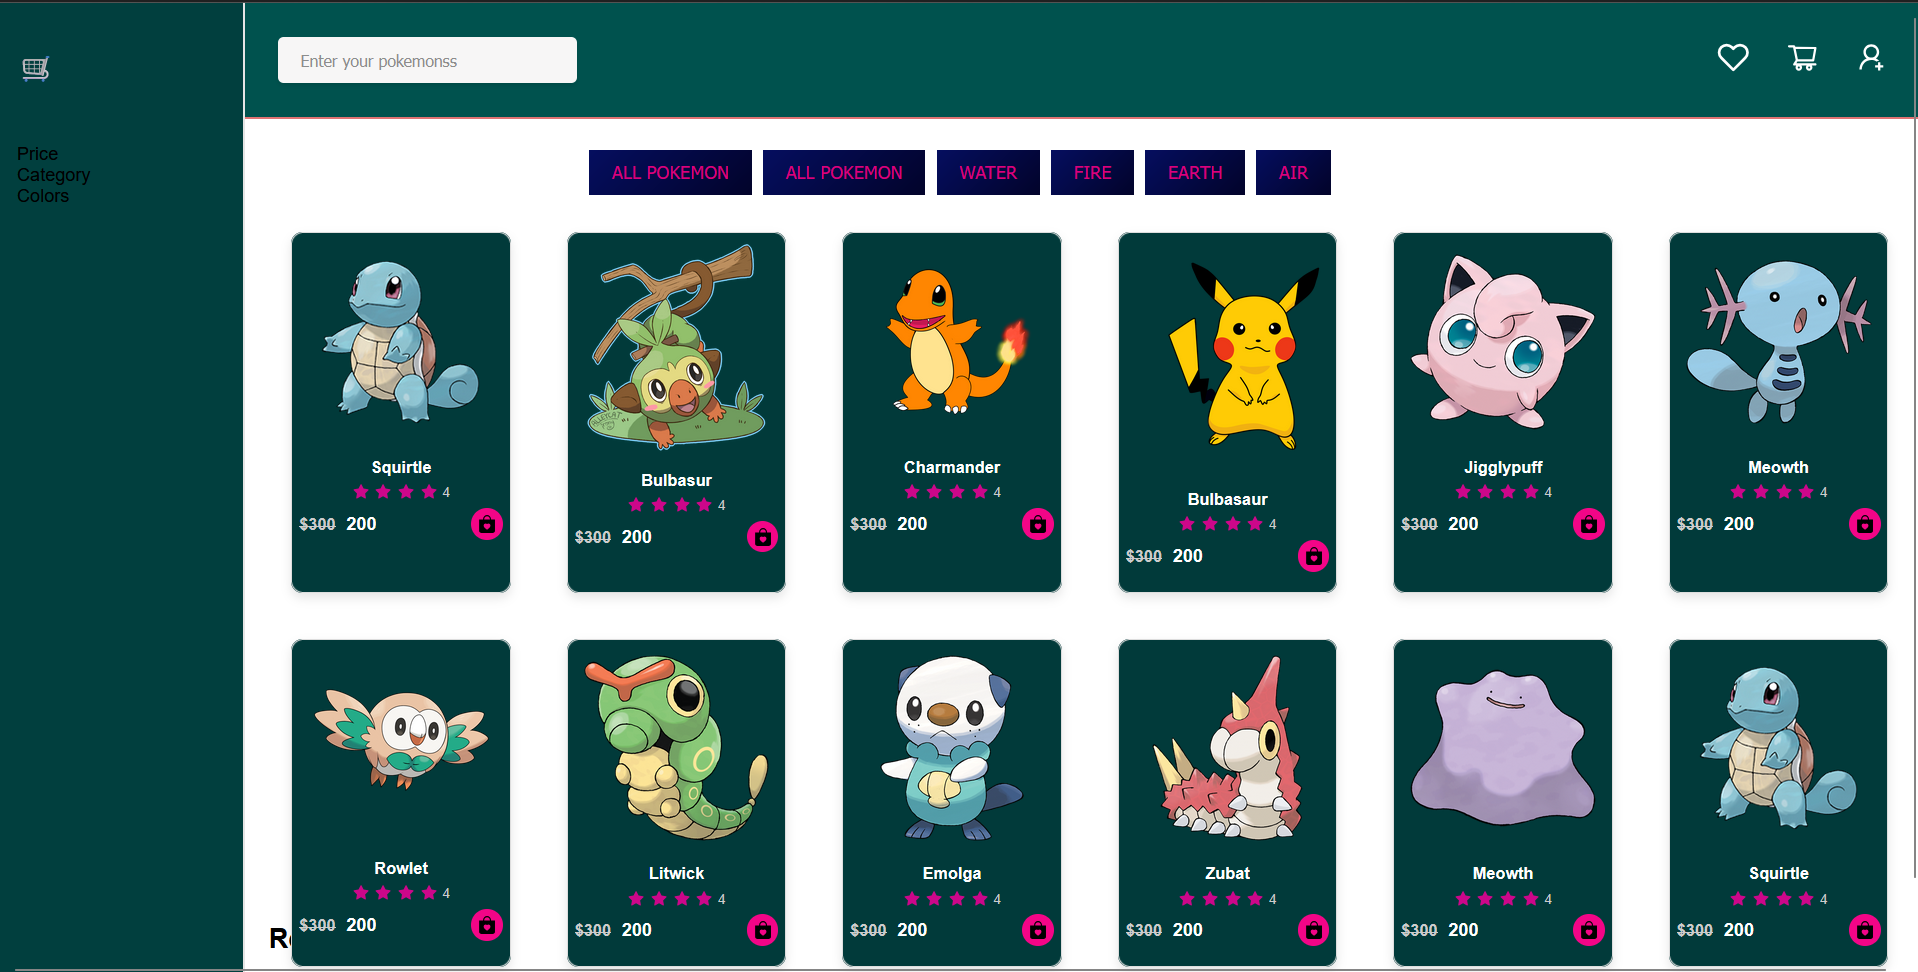 Enter your pokemonss
Price
Category
Colors
ALL POKEMON
ALL POKEMON
WATER
FIRE
EARTH
AIR
Squirtle
4
$300 200
Bulbasur
4
$300 200
Charmander
4
$300 200
Bulbasaur
4
$300 200
Jigglypuff
4
$300 200
Meowth
4
$300 200
Rowlet
4
$300 200
Litwick
4
$300 200
Emolga
4
$300 200
Zubat
4
$300 200
Meowth
4
$300 200
Squirtle
4
$300 200